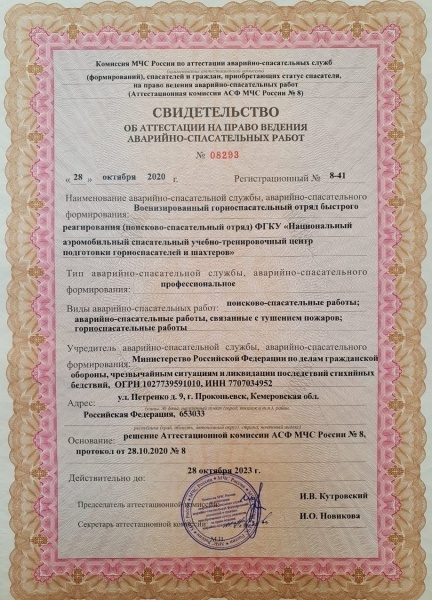 Комиссия МЧС России по аттестации аварийно-спасательных служб
(формирований), спасателей и граждан, приобретающих статус спасателя,
на право ведения аварийно-спасательных работ
(Аттестационная комиссия АСФ МЧС России № 8)
СВИДЕТЕЛЬСТВО
ОБ АТТЕСТАЦИИ НА ПРАВО ВЕДЕНИЯ
АВАРИЙНО-СПАСАТЕЛЬНЫХ РАБОТ
№ 08293
« 28 » октября 2020 г. Регистрационный № 8-41
Наименование аварийно-спасательной службы, аварийно-спасательного
формирования: Военизированный горноспасательный отряд быстрого
реагирования (поисково-спасательный отряд) ФГКУ «Национальный
аэромобильный спасательный учебно-тренировочный центр
подготовки горноспасателей и шахтеров»
Тип аварийно-спасательной службы, аварийно-спасательного
формирования: профессиональное
Виды аварийно-спасательных работ: поисково-спасательные работы;
аварийно-спасательные работы, связанные с тушением пожаров;
горноспасательные работы
Учредитель аварийно-спасательной службы, аварийно-спасательного
формирования: Министерство Российской Федерации по делам гражданской
обороны, чрезвычайным ситуациям и ликвидации последствий стихийных
бедствий, ОГРН 1027739591010, ИНН 7707034952
Адрес: ул. Петренко д. 9, г. Прокопьевск, Кемеровская обл.
Российская Федерация, 653033
Основание: решение Аттестационной комиссии АСФ МЧС России № 8,
протокол от 28.10.2020 № 8
Действительно до: 28 октября 2023 г.
Председатель аттестационной комиссии И.В. Кутровский
Секретарь аттестационной комиссии И.О. Новикова
М.П.